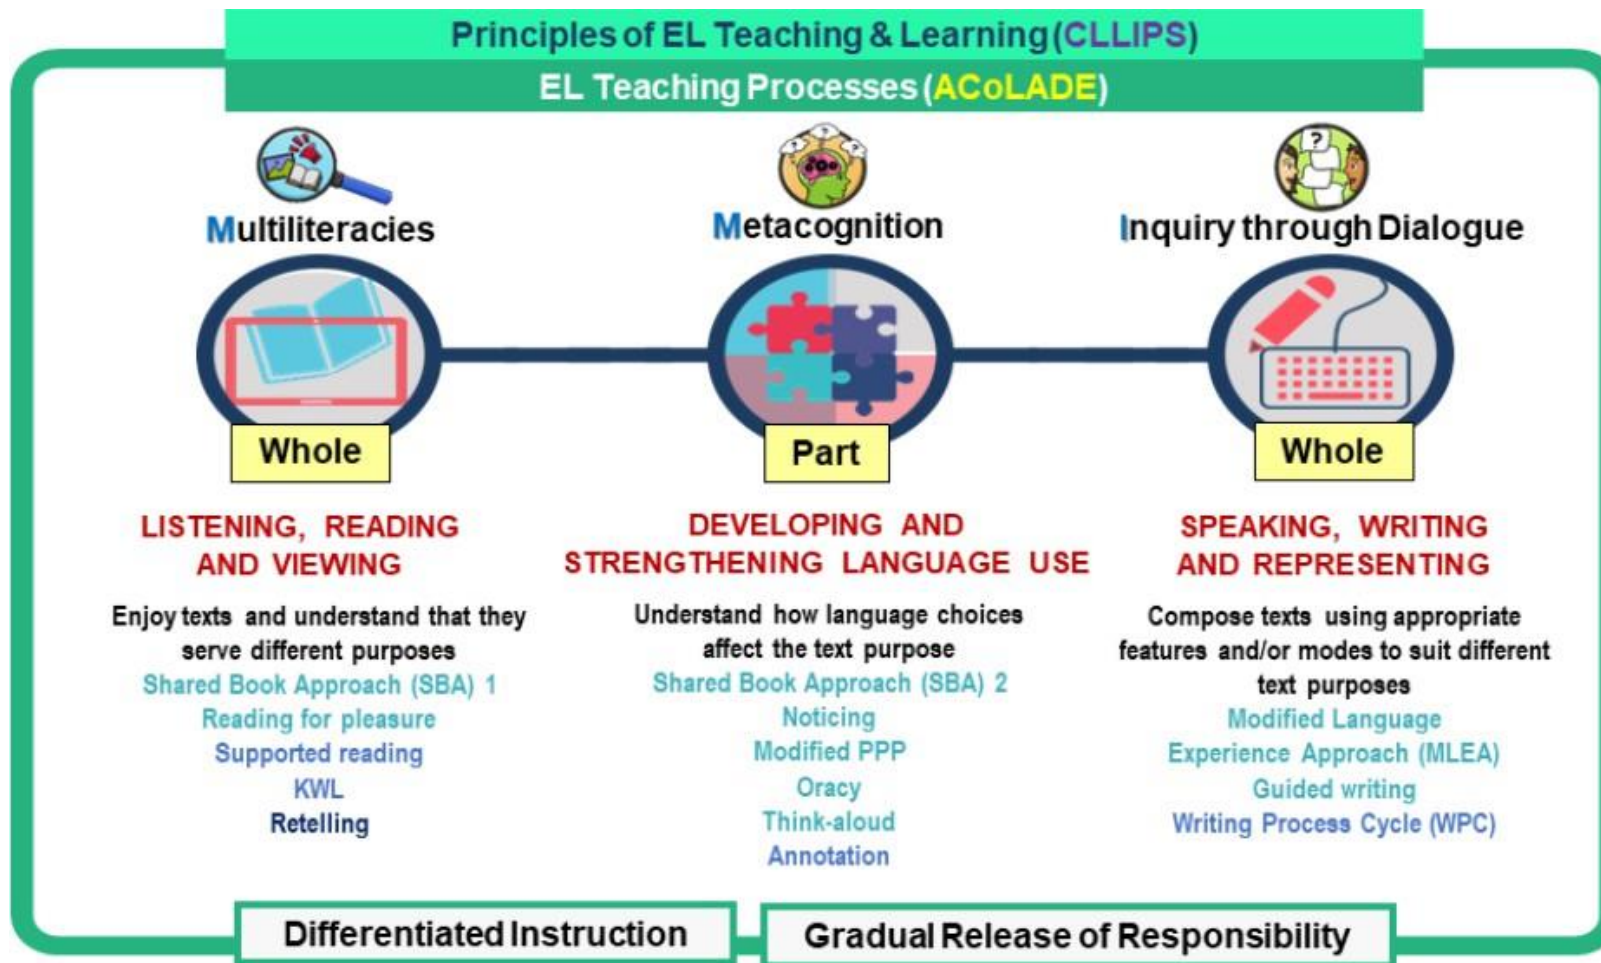 Principles of EL Teaching & Learning (CLLIPS)
EL Teaching Processes (ACoLADE)
Multiliteracies
Whole
LISTENING, READING
AND VIEWING
Enjoy texts and understand that they
serve different purposes
Shared Book Approach (SBA) 1
Reading for pleasure
Supported reading
KWL
Retelling
Metacognition
Part
DEVELOPING AND
STRENGTHENING LANGUAGE USE
Understand how language choices
affect the text purpose
Shared Book Approach (SBA) 2
Noticing
Modified PPP
Oracy
Think-aloud
Annotation
Inquiry through Dialogue
?
Whole
SPEAKING, WRITING
AND REPRESENTING
Compose texts using appropriate
features and/or modes to suit different
text purposes
Modified Language
Experience Approach (MLEA)
Guided writing
Writing Process Cycle (WPC)
Differentiated Instruction
Gradual Release of Responsibility